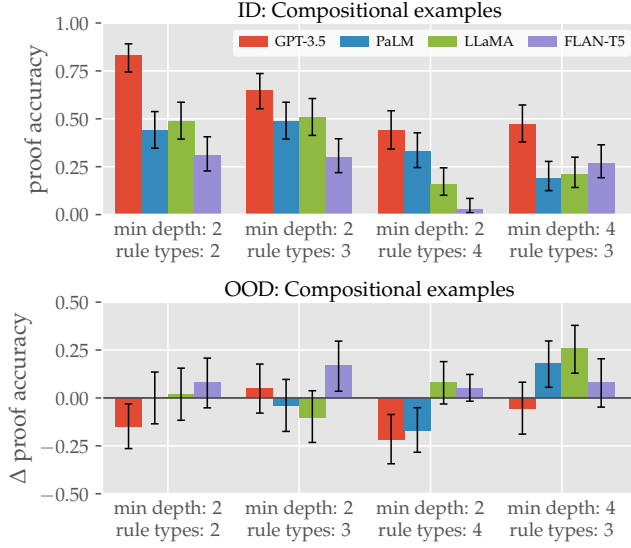 ID: Compositional examples
proof accuracy
1.00
0.75
0.50
0.25
0.00
GPT-3.5 PaLM LLaMA FLAN-T5
min depth: 2 min depth: 2 min depth: 2 min depth: 4
rule types: 2 rule types: 3 rule types: 4 rule types: 3
OOD: Compositional examples
Δ proof accuracy
0.50
0.25
0.00
−0.25
−0.50
min depth: 2 min depth: 2 min depth: 2 min depth: 4
rule types: 2 rule types: 3 rule types: 4 rule types: 3